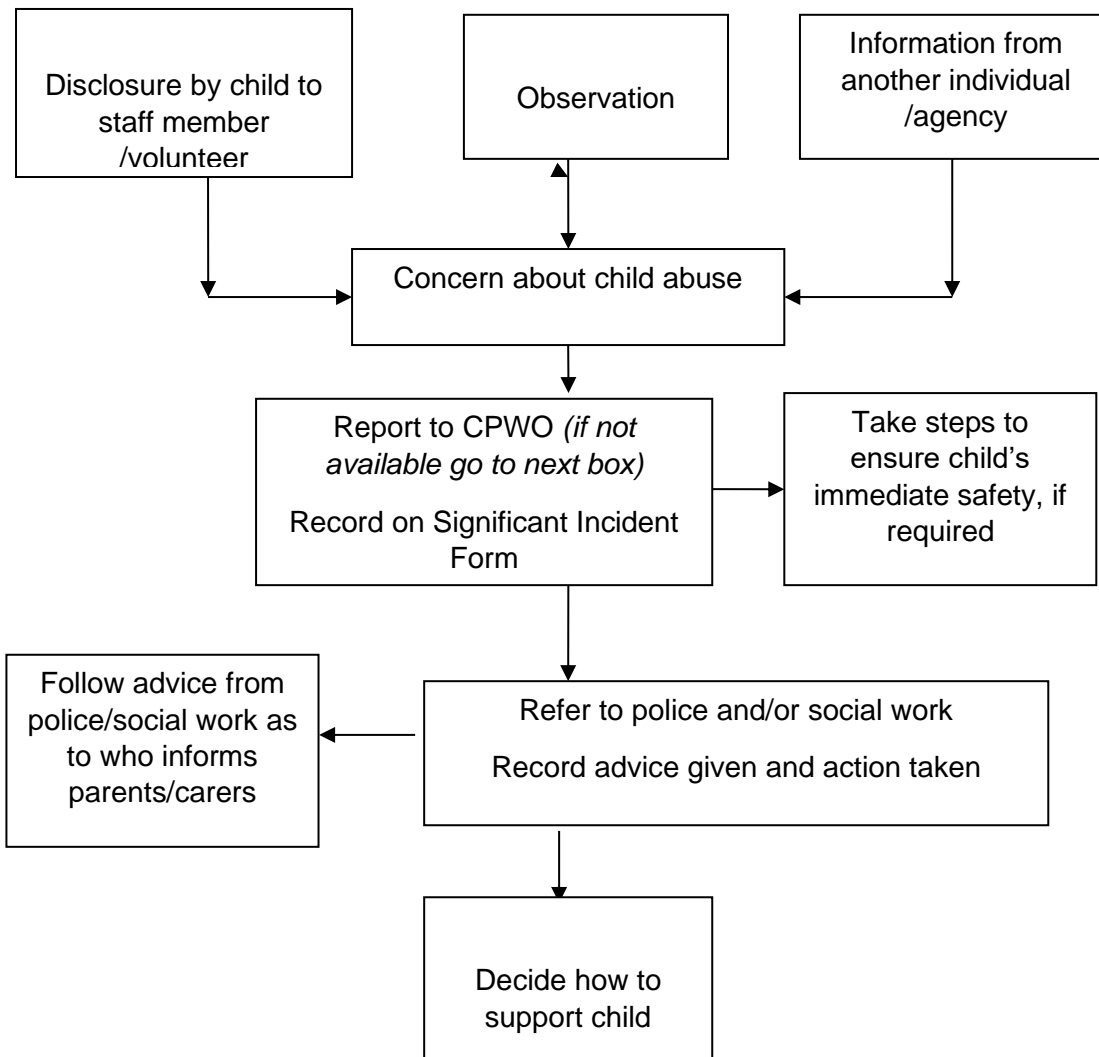 Disclosure by child to
staff member
/volunteer
Observation
Information from
another individual
/agency
Concern about child abuse
Report to CPWO (if not
available go to next box)
Record on Significant Incident
Form
Take steps to
ensure child’s
immediate safety, if
required
Follow advice from
police/social work as
to who informs
parents/carers
Refer to police and/or social work
Record advice given and action taken
Decide how to
support child